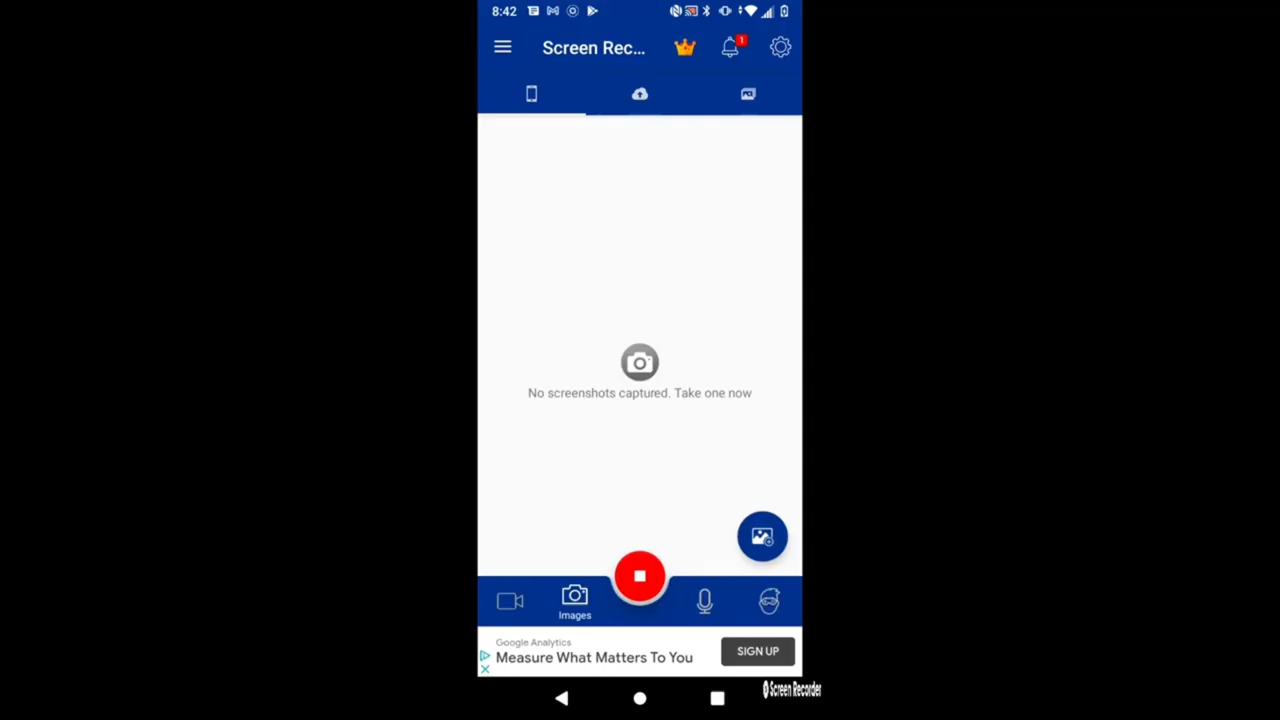 8:42
Screen Rec...
1
No screenshots captured. Take one now
Images
Google Analytics
Measure What Matters To You
SIGN UP
Screen Recorder